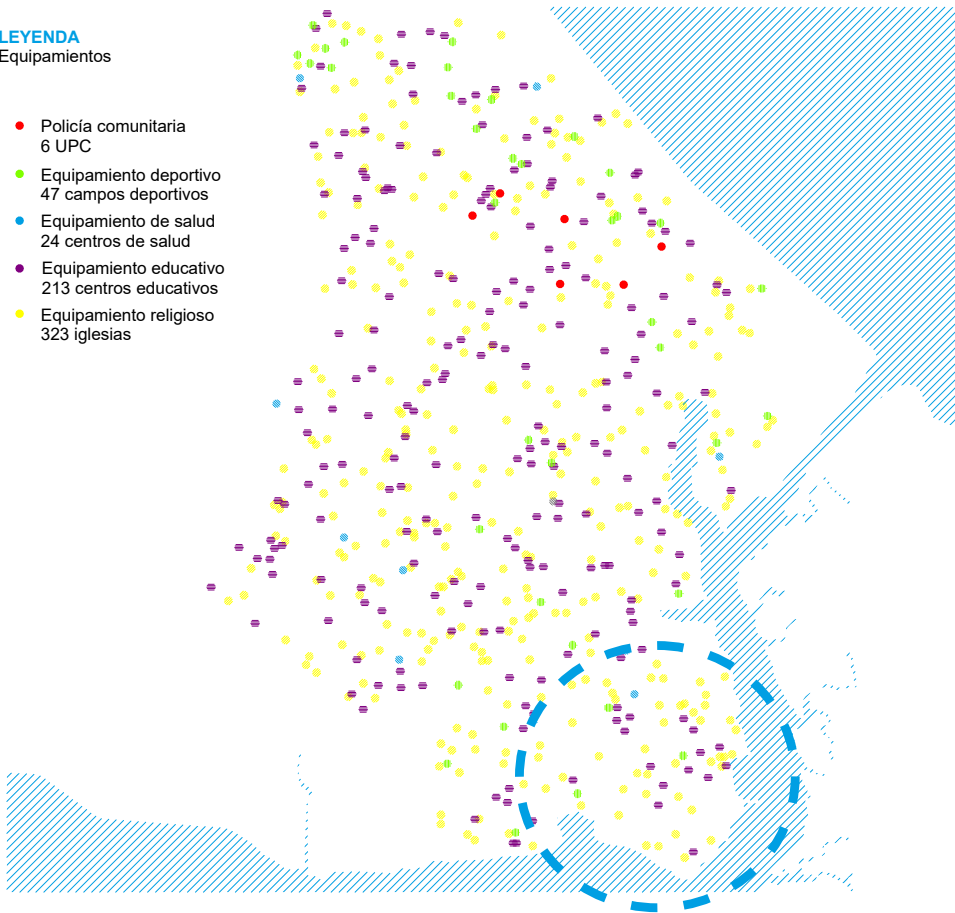 LEYENDA
Equipamientos
Policía comunitaria
6 UPC
Equipamiento deportivo
47 campos deportivos
Equipamiento de salud
24 centros de salud
Equipamiento educativo
213 centros educativos
Equipamiento religioso
323 iglesias